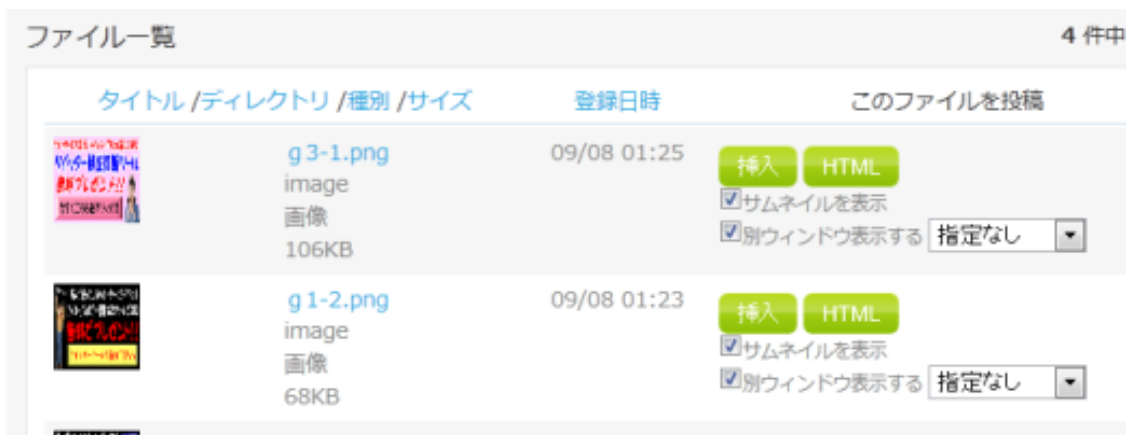 ファイル一覧
4 件中
タイトル /ディレクトリ /種別 /サイズ 登録日時 このファイルを投稿
g3-1.png 09/08 01:25 挿入 HTML
image
画像
106KB
サムネイルを表示
別ウィンドウ表示する 指定なし
g1-2.png 09/08 01:23 挿入 HTML
image
画像
68KB
サムネイルを表示
別ウィンドウ表示する 指定なし